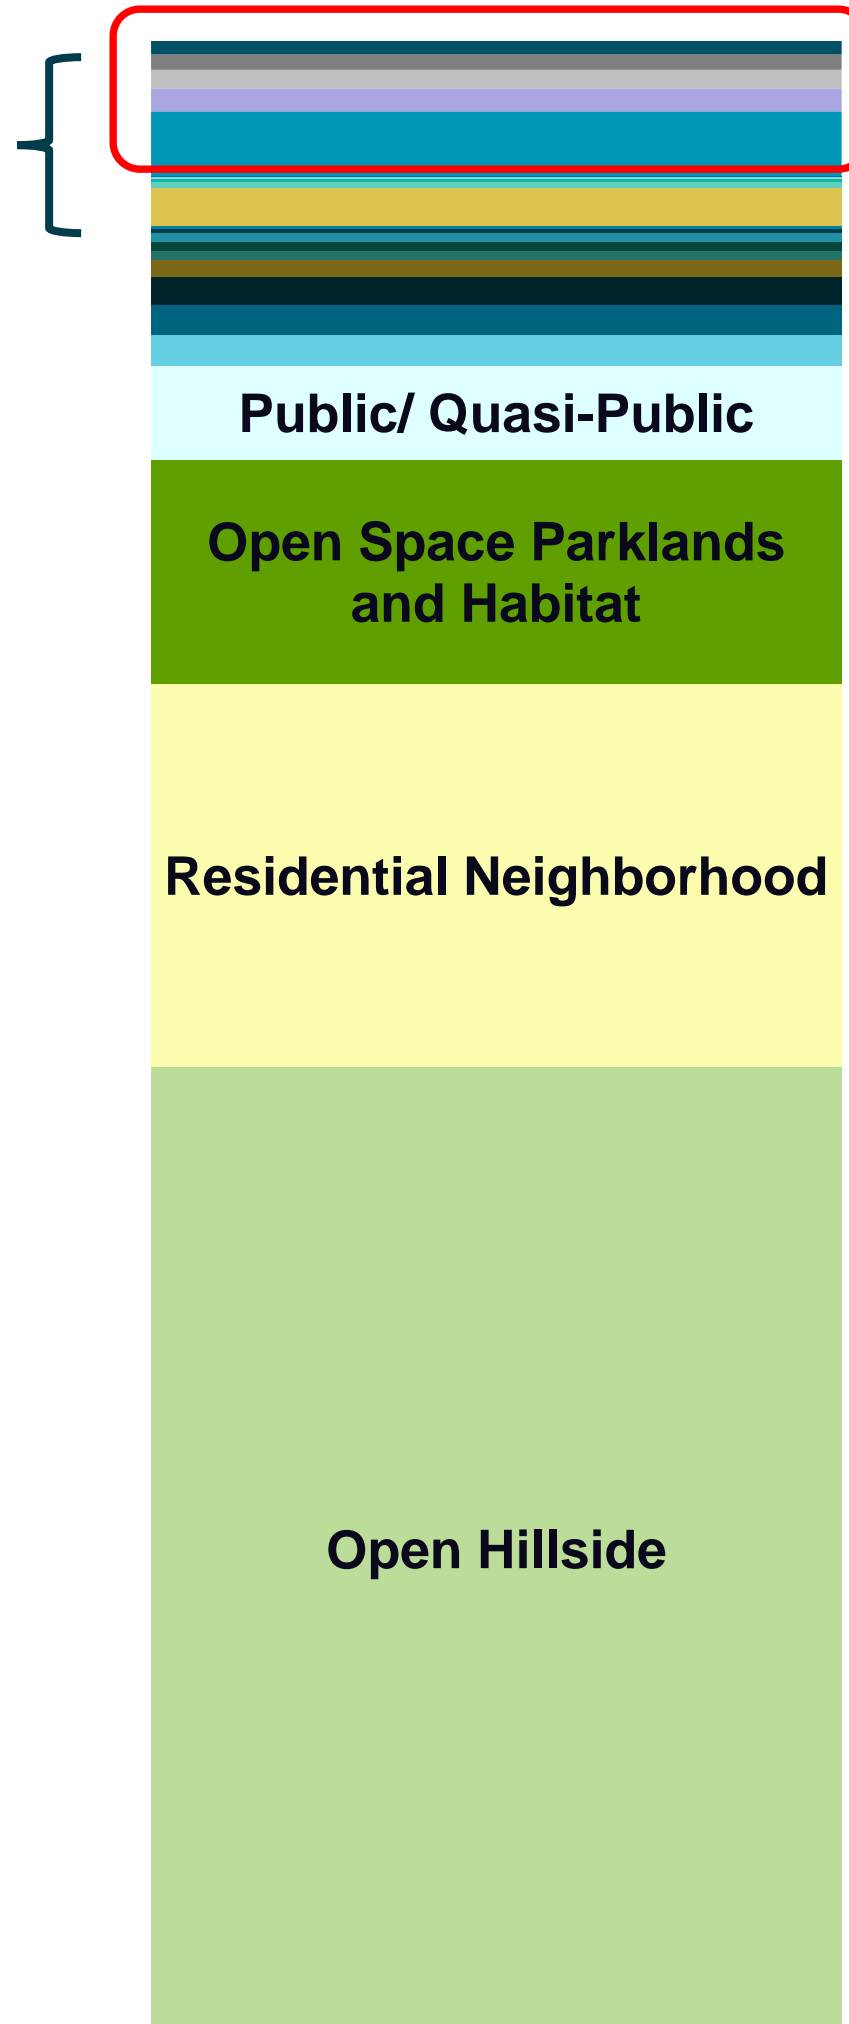 Public/ Quasi-Public
Open Space Parklands
and Habitat
Residential Neighborhood
Open Hillside